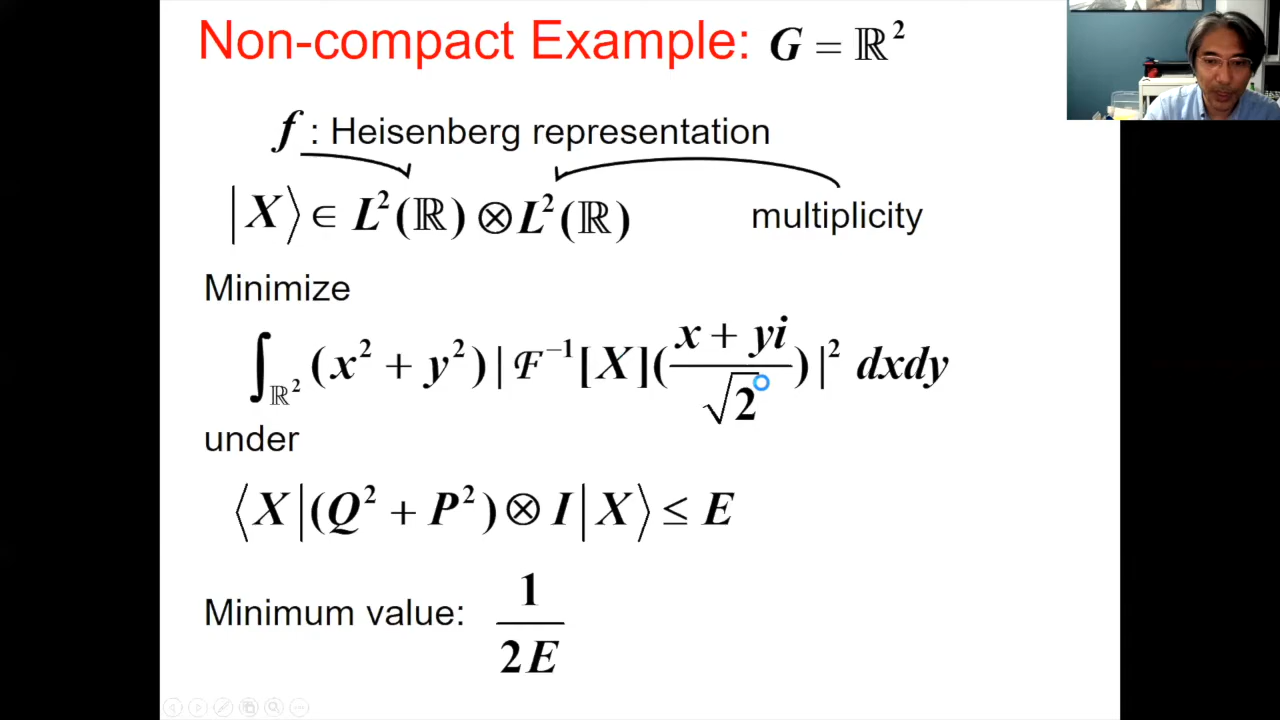 Non-compact Example: G = ℝ²
f : Heisenberg representation
|X⟩ ∈ L²(ℝ) ⊗ L²(ℝ) multiplicity
Minimize
∫_{ℝ²} (x² + y²) | ℱ⁻¹[X]((x + yi)/√2)|² dxdy
under
⟨X|(Q² + P²) ⊗ I|X⟩ ≤ E
Minimum value: 1/2E